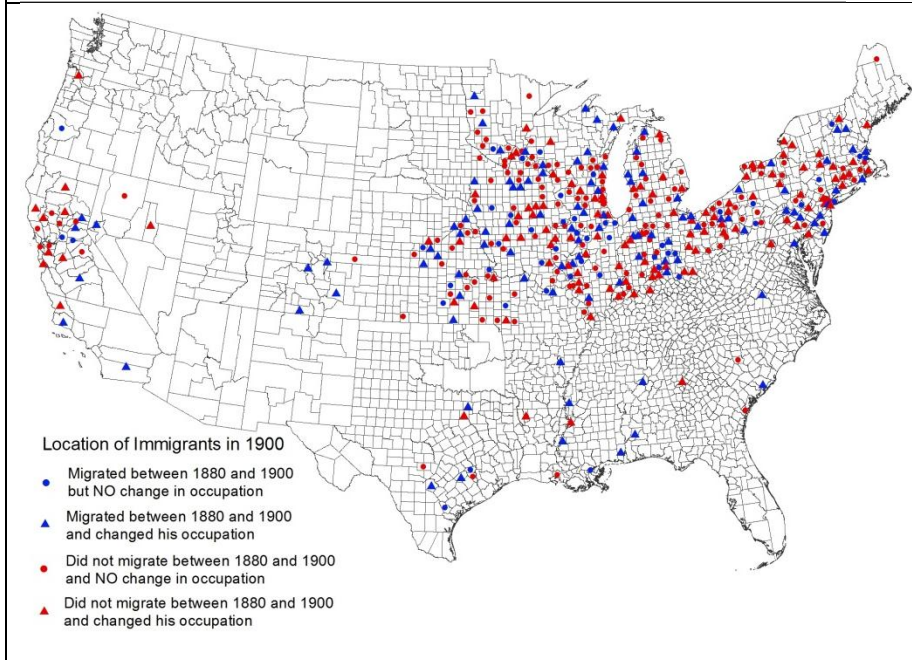 Location of Immigrants in 1900
Migrated between 1880 and 1900
but NO change in occupation
Migrated between 1880 and 1900
and changed his occupation
Did not migrate between 1880 and 1900
and NO change in occupation
Did not migrate between 1880 and 1900
and changed his occupation